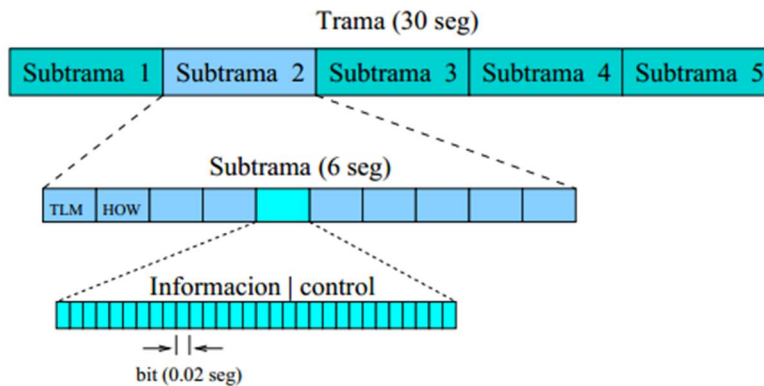 Trama (30 seg)
Subtrama 1 Subtrama 2 Subtrama 3 Subtrama 4 Subtrama 5
Subtrama (6 seg)
TLM HOW
Informacion | control
bit (0.02 seg)